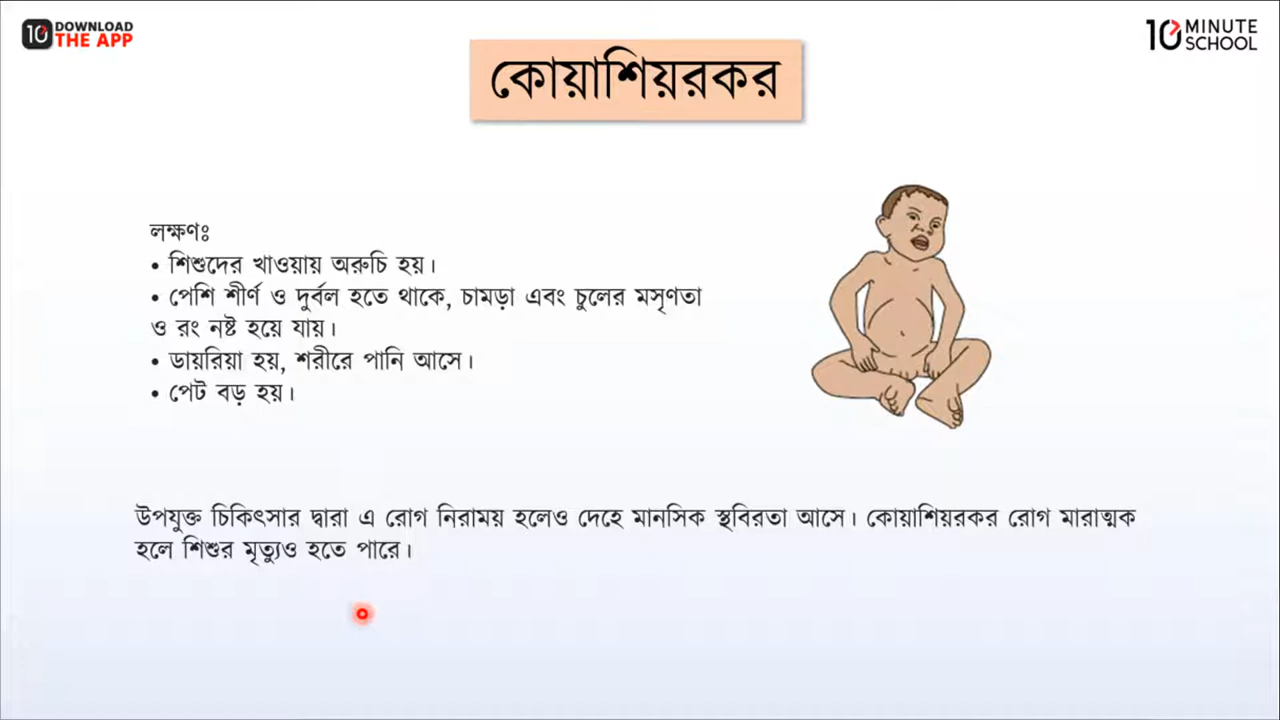 DOWNLOAD
THE APP
10 MINUTE
SCHOOL
কোয়াশিয়রকর
লক্ষণঃ
• শিশুদের খাওয়ায় অরুচি হয়।
• পেশি শীর্ণ ও দুর্বল হতে থাকে, চামড়া এবং চুলের মসৃণতা
ও রং নষ্ট হয়ে যায়।
• ডায়রিয়া হয়, শরীরে পানি আসে।
• পেট বড় হয়।
উপযুক্ত চিকিৎসার দ্বারা এ রোগ নিরাময় হলেও দেহে মানসিক স্থবিরতা আসে। কোয়াশিয়রকর রোগ মারাত্মক
হলে শিশুর মৃত্যুও হতে পারে।